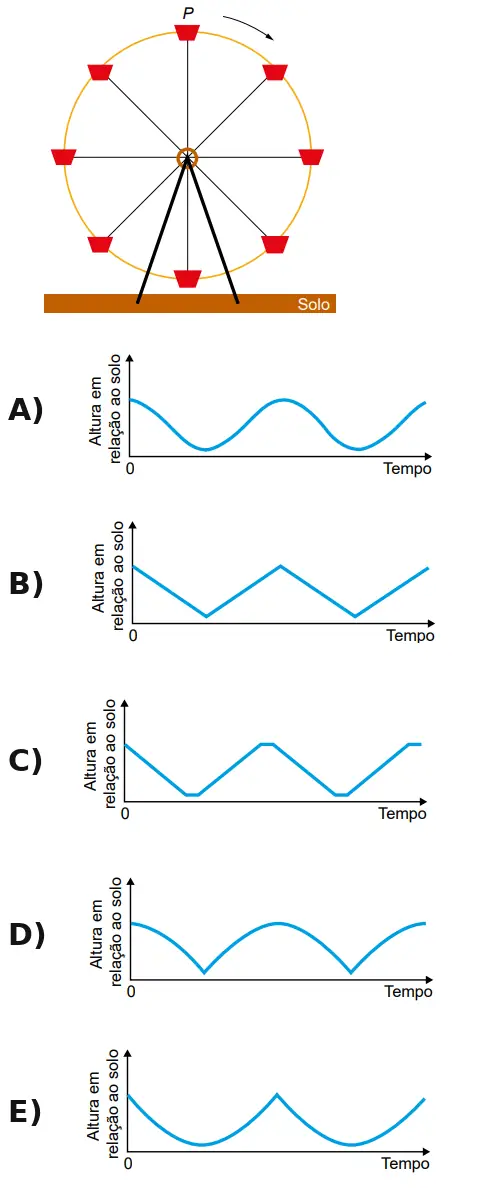 P
Solo
A)
Altura em
relação ao solo
0
Tempo
B)
Altura em
relação ao solo
0
Tempo
C)
Altura em
relação ao solo
0
Tempo
D)
Altura em
relação ao solo
0
Tempo
E)
Altura em
relação ao solo
0
Tempo